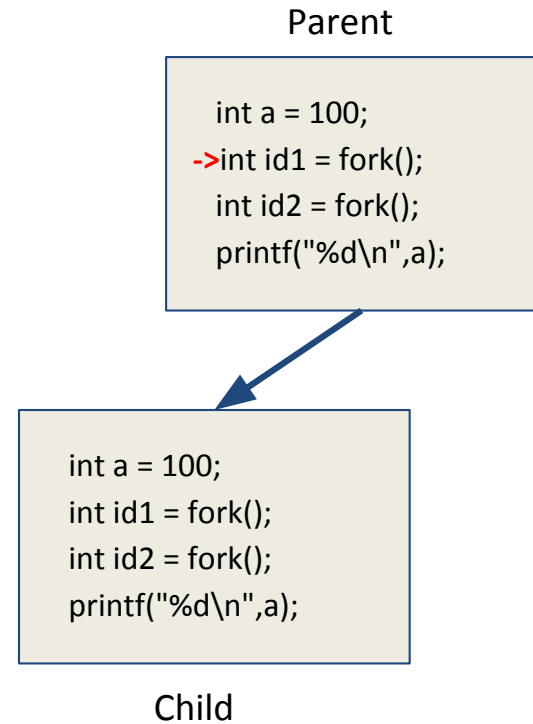 Parent
int a = 100;
->int id1 = fork();
int id2 = fork();
printf("%d\n",a);
int a = 100;
int id1 = fork();
int id2 = fork();
printf("%d\n",a);
Child